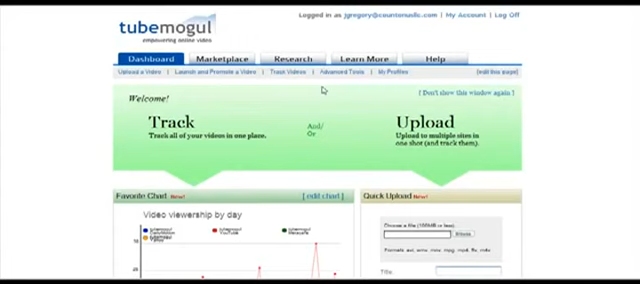 Logged in as jgregory@countermllc.com | My Account | Log Off
tubemogul
empowering online video
Dashboard Marketplace Research Learn More Help
Upload a Video | Launch and Promote a Video | Track Videos | Advanced Tools | My Profiles [edit this page]
Welcome! [ Don't show this window again ]
Track And/ Upload
Track all of your videos in one place. Or Upload to multiple sites in
one shot (and track them).
Favorite Chart New! [ edit chart ] Quick Upload New!
Video viewership by day
Choose a file (100MB or less):
Browse
Title: